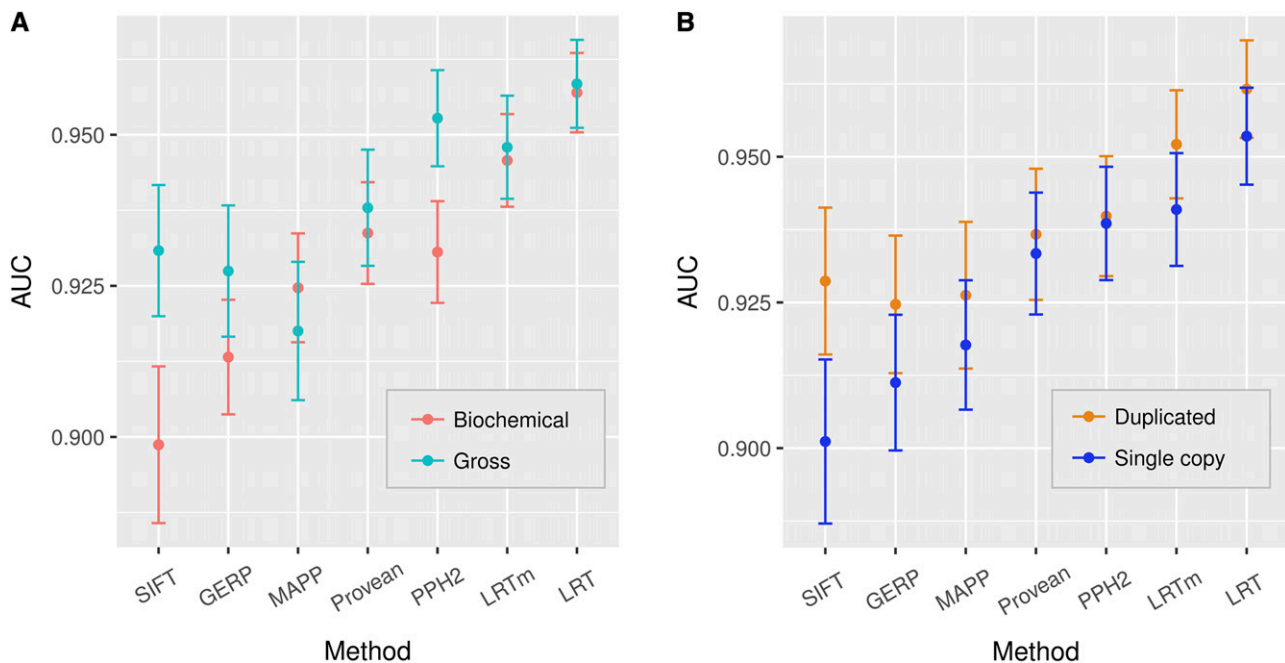 A
AUC
0.950
0.925
0.900
Biochemical
Gross
SIFT
GERP
MAPP
Provean
PPH2
LRTm
LRT
Method
B
AUC
0.950
0.925
0.900
Duplicated
Single copy
SIFT
GERP
MAPP
Provean
PPH2
LRTm
LRT
Method